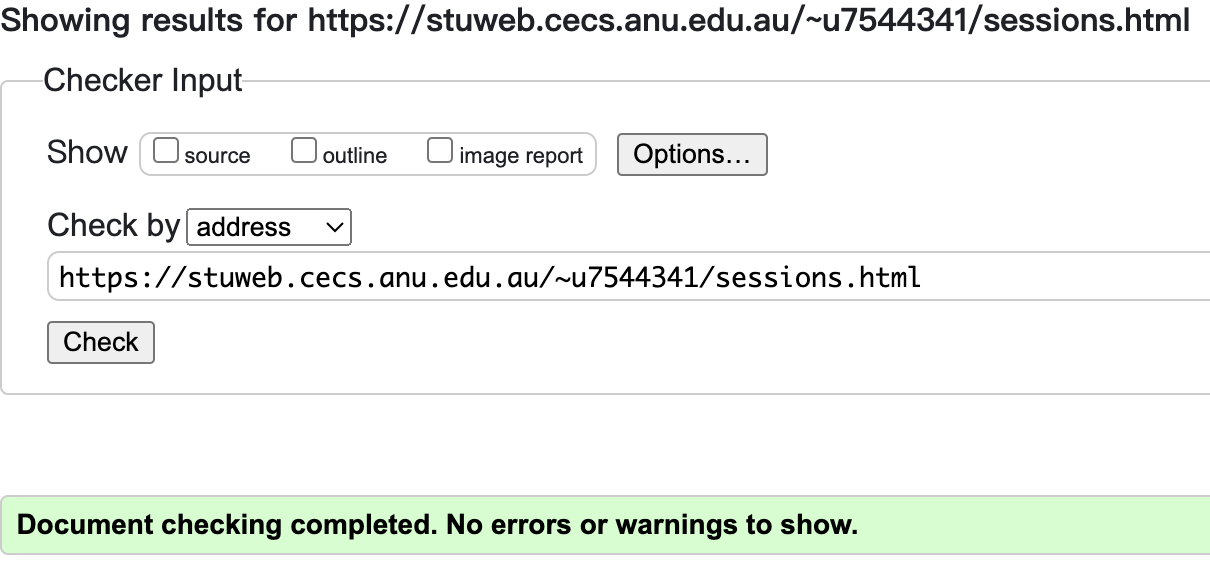 Showing results for https://stuweb.cecs.anu.edu.au/~u7544341/sessions.html
Checker Input
Show source outline image report Options...
Check by address
https://stuweb.cecs.anu.edu.au/~u7544341/sessions.html
Check
Document checking completed. No errors or warnings to show.